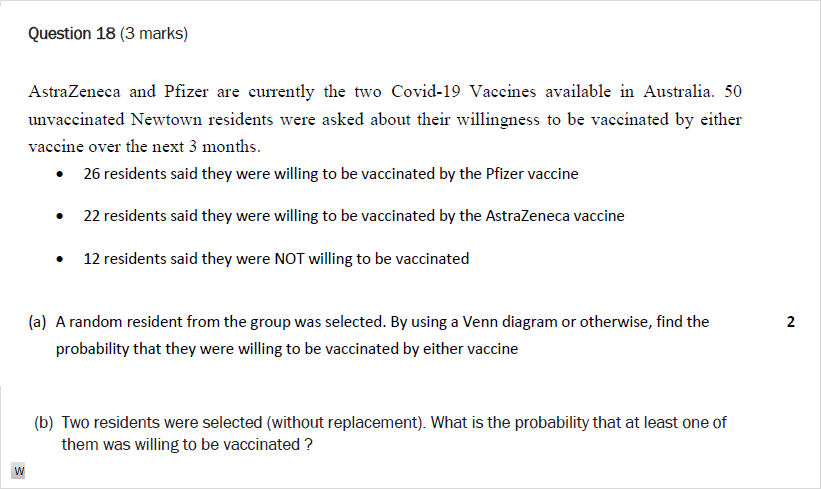 Question 18 (3 marks)
AstraZeneca and Pfizer are currently the two Covid-19 Vaccines available in Australia. 50
unvaccinated Newtown residents were asked about their willingness to be vaccinated by either
vaccine over the next 3 months.
• 26 residents said they were willing to be vaccinated by the Pfizer vaccine
• 22 residents said they were willing to be vaccinated by the AstraZeneca vaccine
• 12 residents said they were NOT willing to be vaccinated
(a) A random resident from the group was selected. By using a Venn diagram or otherwise, find the 2
probability that they were willing to be vaccinated by either vaccine
(b) Two residents were selected (without replacement). What is the probability that at least one of
them was willing to be vaccinated ?
W